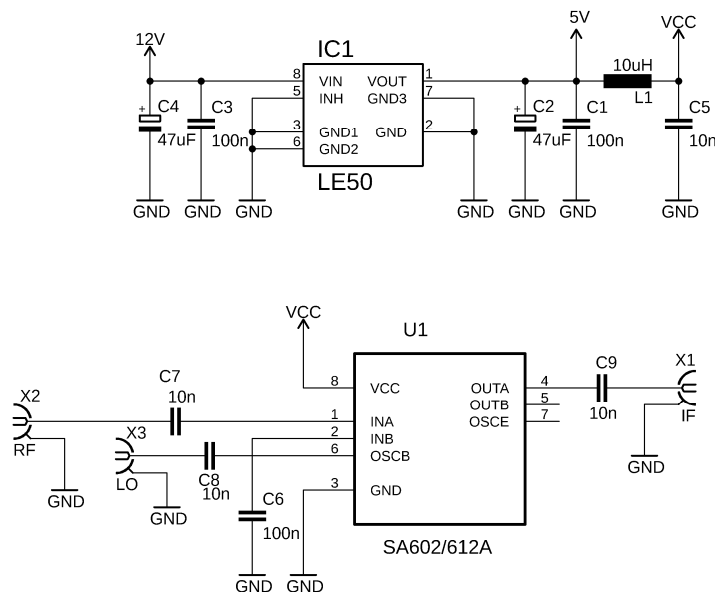 12V
IC1
5V
VCC
8 VIN VOUT 1
5 INH GND3 7
3 GND1 GND 2
6 GND2
LE50
+ C4
47uF
C3
100n
+ C2
47uF
C1
100n
10uH
L1
C5
10n
GND GND GND GND GND GND GND
VCC
U1
8 VCC OUTA 4
OUTB 5
1 INA OSCE 7
2 INB
6 OSCB
3 GND
SA602/612A
C9
10n
X1
IF
GND
C7
10n
X2
RF
GND
X3
LO
GND
C8
10n
C6
100n
GND GND